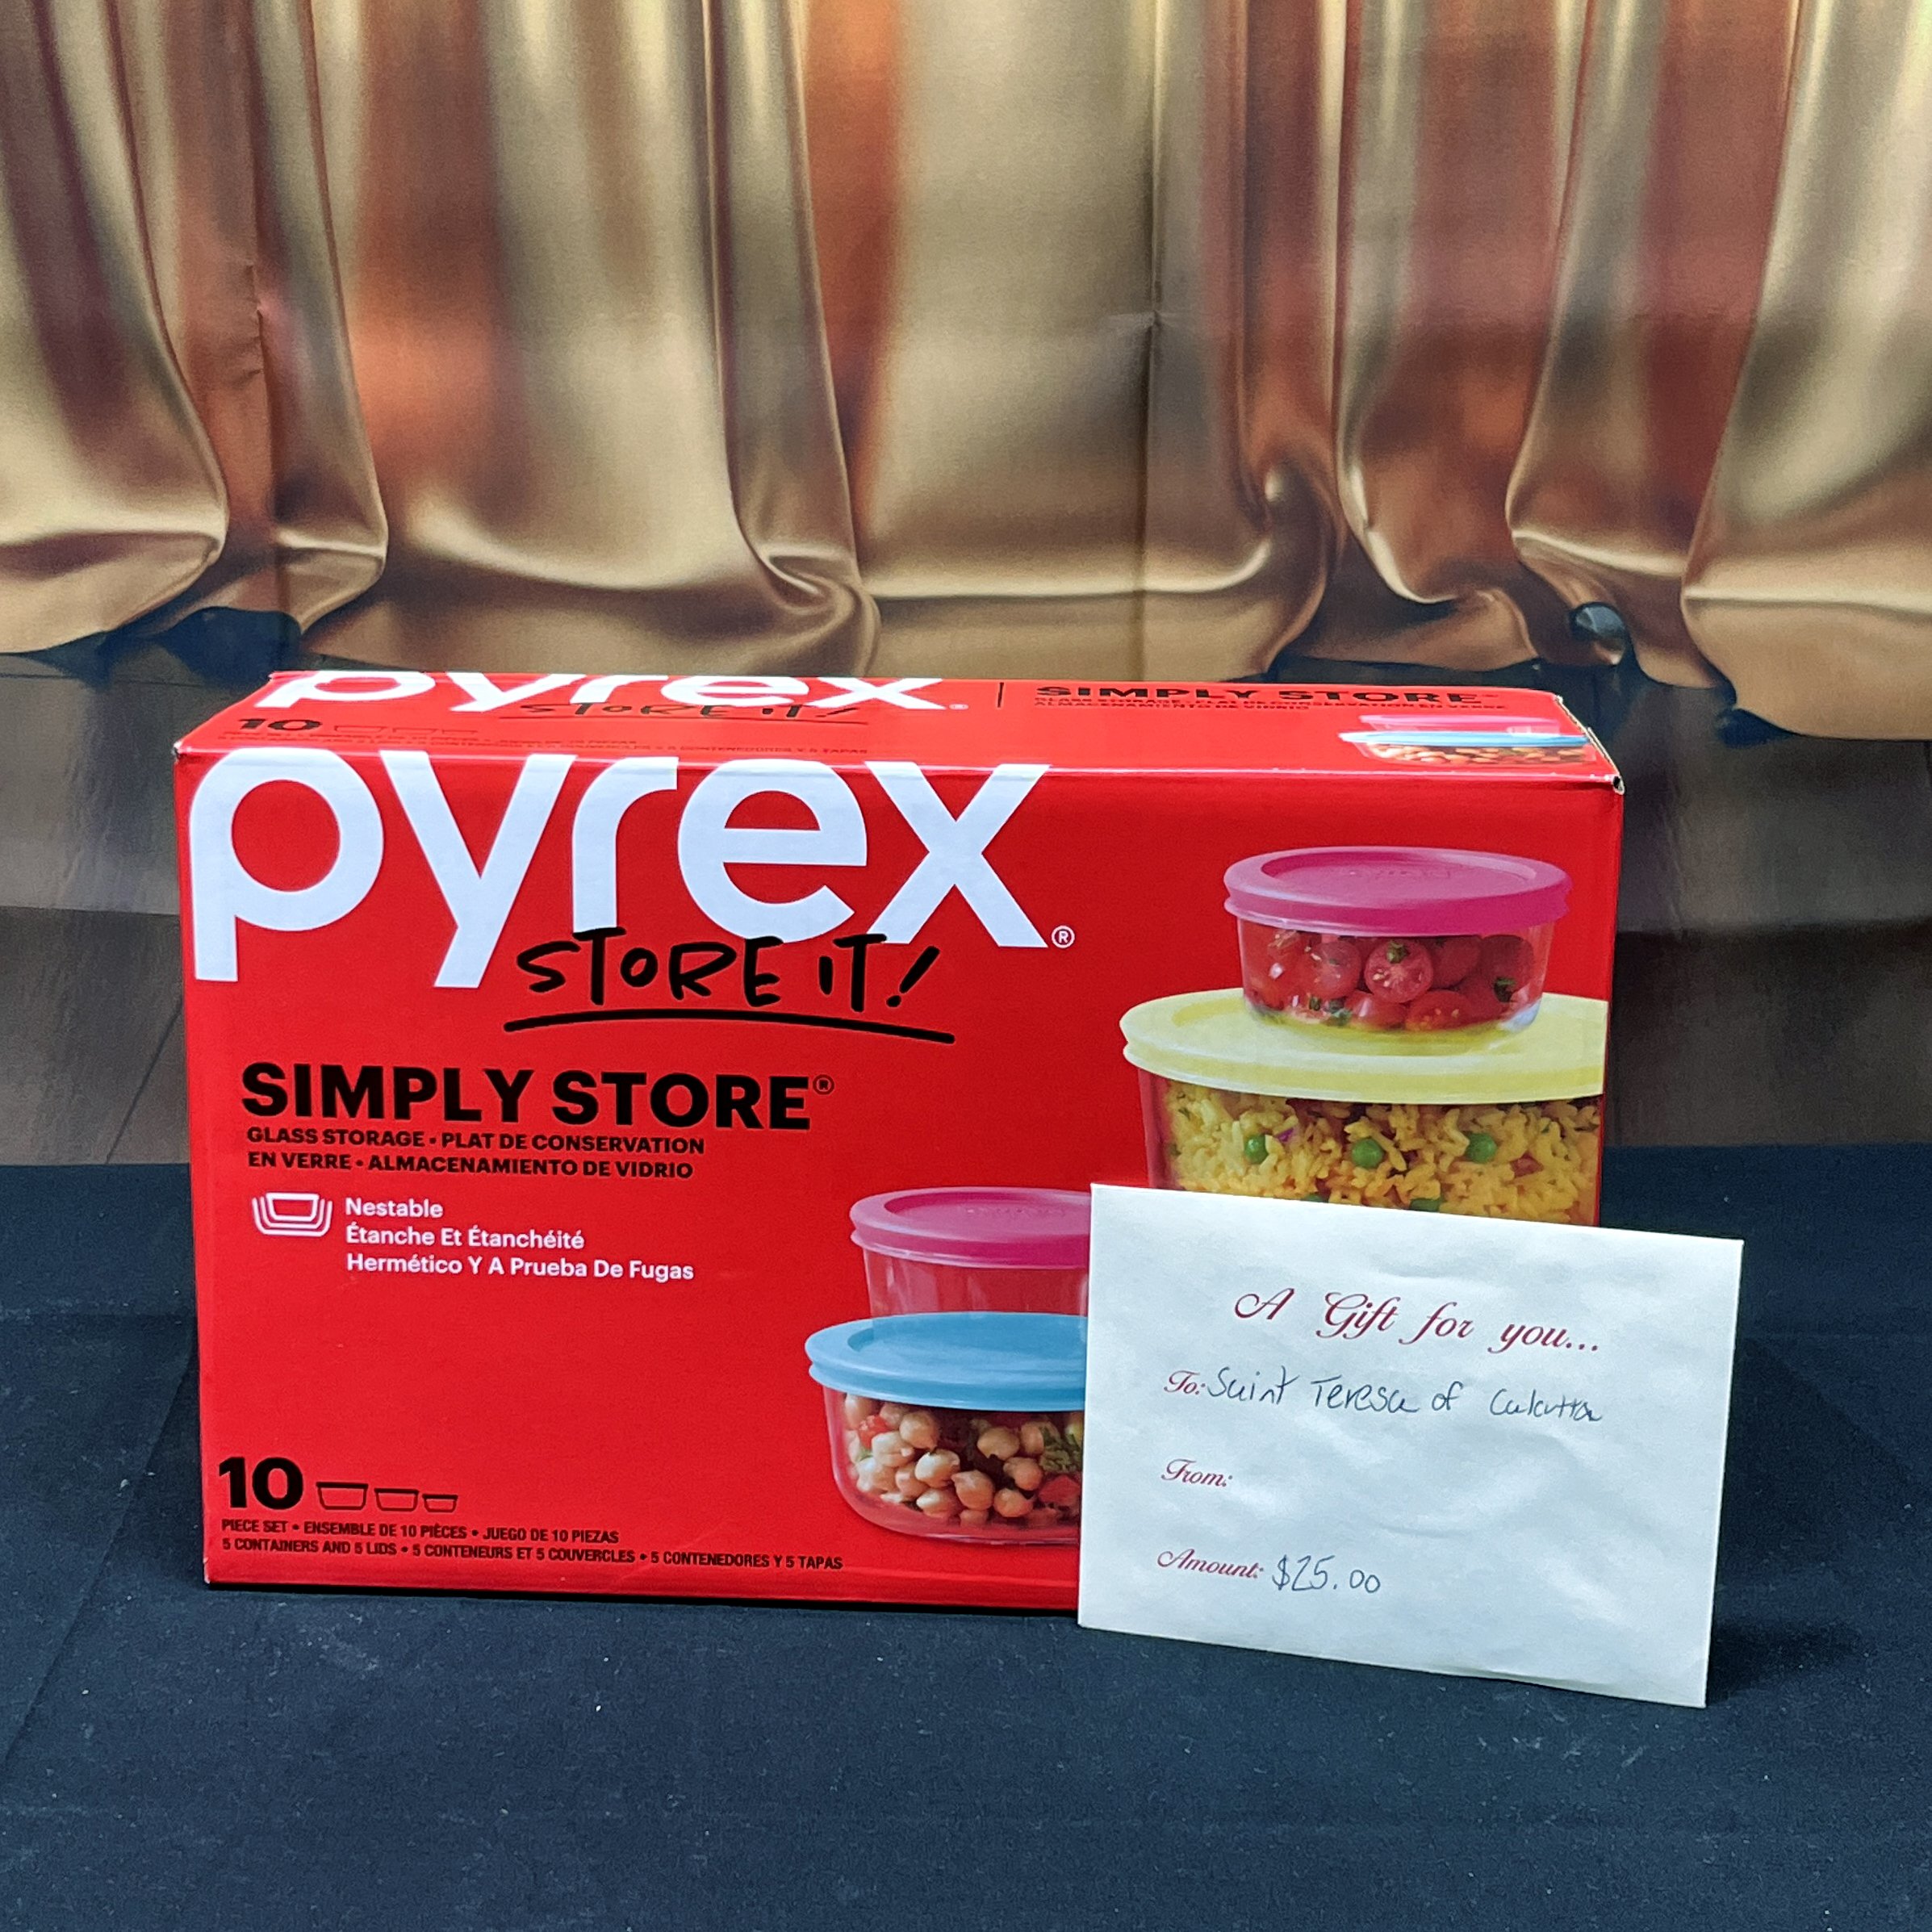 pyrex®
STORE IT!
SIMPLY STORE
10
pyrex®
STORE IT!
SIMPLY STORE®
GLASS STORAGE • PLAT DE CONSERVATION
EN VERRE • ALMACENAMIENTO DE VIDRIO
Nestable
Étanche Et Étanchéité
Hermético Y A Prueba De Fugas
10
PIECE SET • ENSEMBLE DE 10 PIÈCES • JUEGO DE 10 PIEZAS
5 CONTAINERS AND 5 LIDS • 5 CONTENEURS ET 5 COUVERCLES • 5 CONTENEDORES Y 5 TAPAS
A Gift for you...
To: Saint Teresa of Calcutta
From:
Amount: $25.00